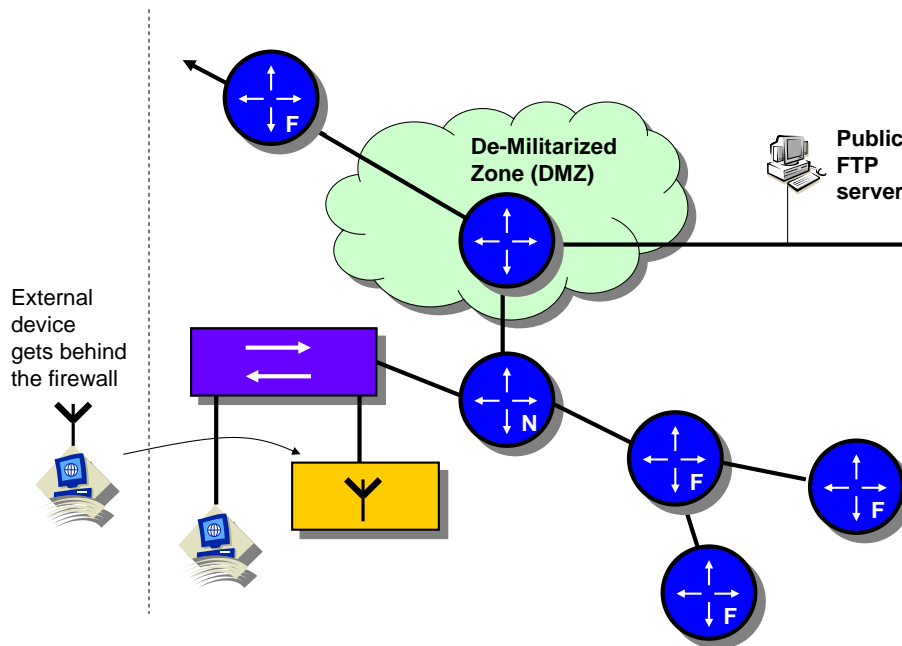 F
De-Militarized
Zone (DMZ)
Public
FTP
server
External
device
gets behind
the firewall
N
F
F
F